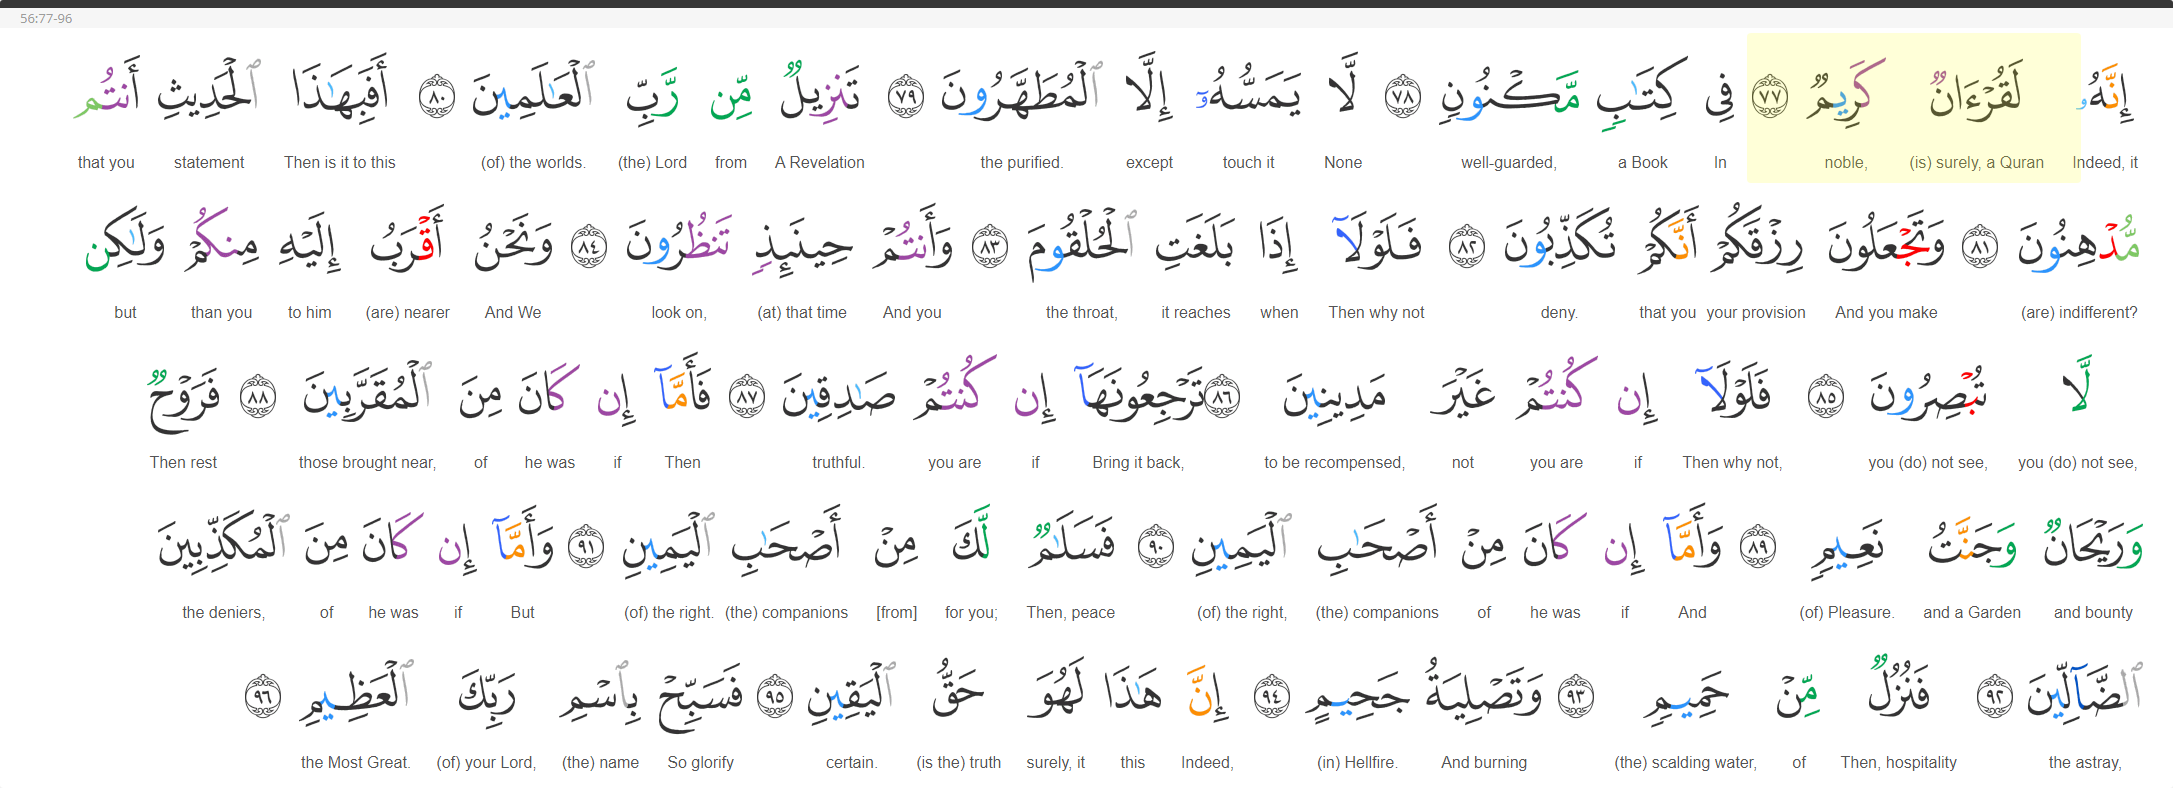 56:77-96
إِنَّهُۥ لَقُرْءَانٌ كَرِيمٌ ٧٧ فِى كِتَـٰبٍ مَّكْنُونٍ ٧٨ لَّا يَمَسُّهُۥٓ إِلَّا ٱلْمُطَهَّرُونَ ٧٩ تَنزِيلٌ مِّن رَّبِّ ٱلْعَـٰلَمِينَ ٨٠ أَفَبِهَـٰذَا ٱلْحَدِيثِ أَنتُم
Indeed, it (is) surely, a Quran noble, In a Book well-guarded, None touch it except the purified. A Revelation from (the) Lord (of) the worlds. Then is it to this statement that you
مُّدْهِنُونَ ٨١ وَتَجْعَلُونَ رِزْقَكُمْ أَنَّكُمْ تُكَذِّبُونَ ٨٢ فَلَوْلَآ إِذَا بَلَغَتِ ٱلْحُلْقُومَ ٨٣ وَأَنتُمْ حِينَئِذٍ تَنظُرُونَ ٨٤ وَنَحْنُ أَقْرَبُ إِلَيْهِ مِنكُمْ وَلَـٰكِن
(are) indifferent? And you make your provision that you deny. Then why not when it reaches the throat, And you (at) that time look on, And We (are) nearer to him than you but
لَّا تُبْصِرُونَ ٨٥ فَلَوْلَآ إِن كُنتُمْ غَيْرَ مَدِينِينَ ٨٦ تَرْجِعُونَهَآ إِن كُنتُمْ صَـٰدِقِينَ ٨٧ فَأَمَّآ إِن كَانَ مِنَ ٱلْمُقَرَّبِينَ ٨٨ فَرَوْحٌ
you (do) not see, you (do) not see, Then why not, if you are not to be recompensed, Bring it back, if you are truthful. Then if he was of those brought near, Then rest
وَرَيْحَانٌ وَجَنَّتُ نَعِيمٍ ٨٩ وَأَمَّآ إِن كَانَ مِنْ أَصْحَـٰبِ ٱلْيَمِينِ ٩٠ فَسَلَـٰمٌ لَّكَ مِنْ أَصْحَـٰبِ ٱلْيَمِينِ ٩١ وَأَمَّآ إِن كَانَ مِنَ ٱلْمُكَذِّبِينَ
and bounty and a Garden (of) Pleasure. And if he was of (the) companions (of) the right, Then, peace for you; [from] (the) companions (of) the right. But if he was of the deniers,
ٱلضَّآلِّينَ ٩٢ فَنُزُلٌ مِّنْ حَمِيمٍ ٩٣ وَتَصْلِيَةُ جَحِيمٍ ٩٤ إِنَّ هَـٰذَا لَهُوَ حَقُّ ٱلْيَقِينِ ٩٥ فَسَبِّحْ بِٱسْمِ رَبِّكَ ٱلْعَظِيمِ ٩٦
the astray, Then, hospitality of (the) scalding water, And burning (in) Hellfire. Indeed, this surely, it (is the) truth certain. So glorify (the) name (of) your Lord, the Most Great.